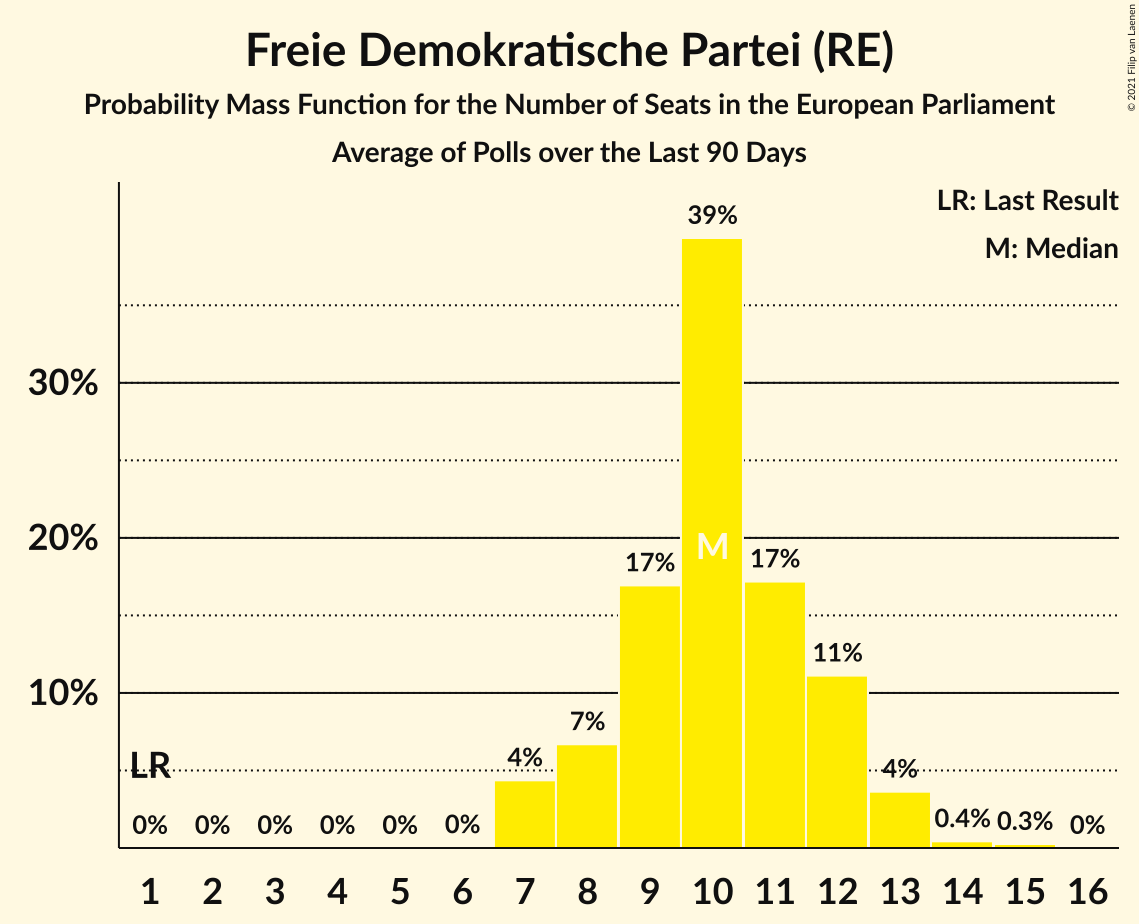 Freie Demokratische Partei (RE)
Probability Mass Function for the Number of Seats in the European Parliament
Average of Polls over the Last 90 Days
© 2021 Filip van Laenen
LR: Last Result
M: Median
39%
30%
20%
M
17%
17%
11%
10%
7%
4%
LR
4%
0% 0% 0% 0% 0% 0% 0.4% 0.3% 0%
1 2 3 4 5 6 7 8 9 10 11 12 13 14 15 16